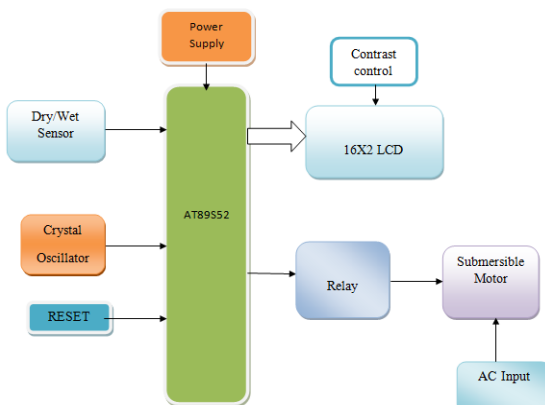 Power
Supply
Contrast
control
Dry/Wet
Sensor
16X2 LCD
AT89S52
Crystal
Oscillator
Submersible
Motor
Relay
RESET
AC Input